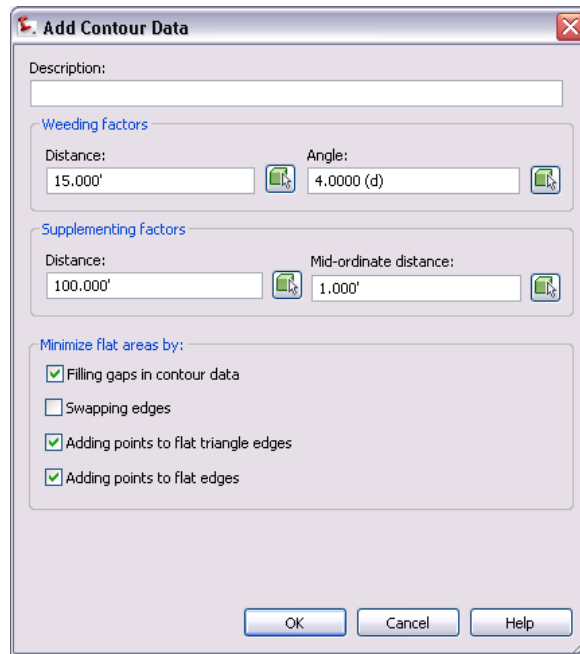 Add Contour Data
Description:
Weeding factors
Distance: Angle:
15.000' 4.0000 (d)
Supplementing factors
Distance: Mid-ordinate distance:
100.000' 1.000'
Minimize flat areas by:
Filling gaps in contour data
Swapping edges
Adding points to flat triangle edges
Adding points to flat edges
OK Cancel Help